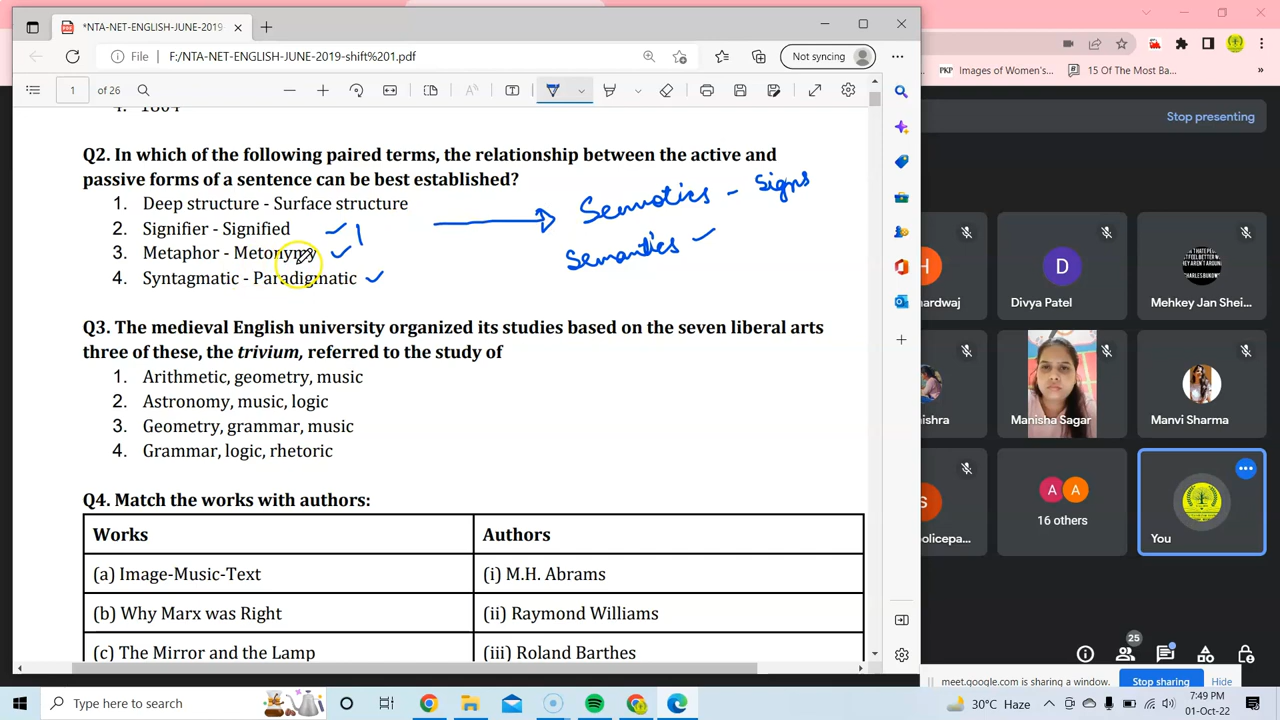 *NTA-NET-ENGLISH-JUNE-2019
File F:/NTA-NET-ENGLISH-JUNE-2019-shift%201.pdf
Not syncing
PKP Images of Women's...
15 Of The Most Ba...
1 of 26
Stop presenting
4. 1804
Q2. In which of the following paired terms, the relationship between the active and
passive forms of a sentence can be best established?
1. Deep structure - Surface structure
2. Signifier - Signified
3. Metaphor - Metonymy
4. Syntagmatic - Paradigmatic
Semiotics - Signs
Semantics
Q3. The medieval English university organized its studies based on the seven liberal arts
three of these, the trivium, referred to the study of
1. Arithmetic, geometry, music
2. Astronomy, music, logic
3. Geometry, grammar, music
4. Grammar, logic, rhetoric
Q4. Match the works with authors:
Works Authors
(a) Image-Music-Text (i) M.H. Abrams
(b) Why Marx was Right (ii) Raymond Williams
(c) The Mirror and the Lamp (iii) Roland Barthes
H
ardwaj
D
Divya Patel
Mehkey Jan Shei...
ishra
Manisha Sagar
Manvi Sharma
S
olicepa...
A A
16 others
You
25
meet.google.com is sharing a window.
Stop sharing
Hide
Type here to search
30°C Haze
7:49 PM
01-Oct-22